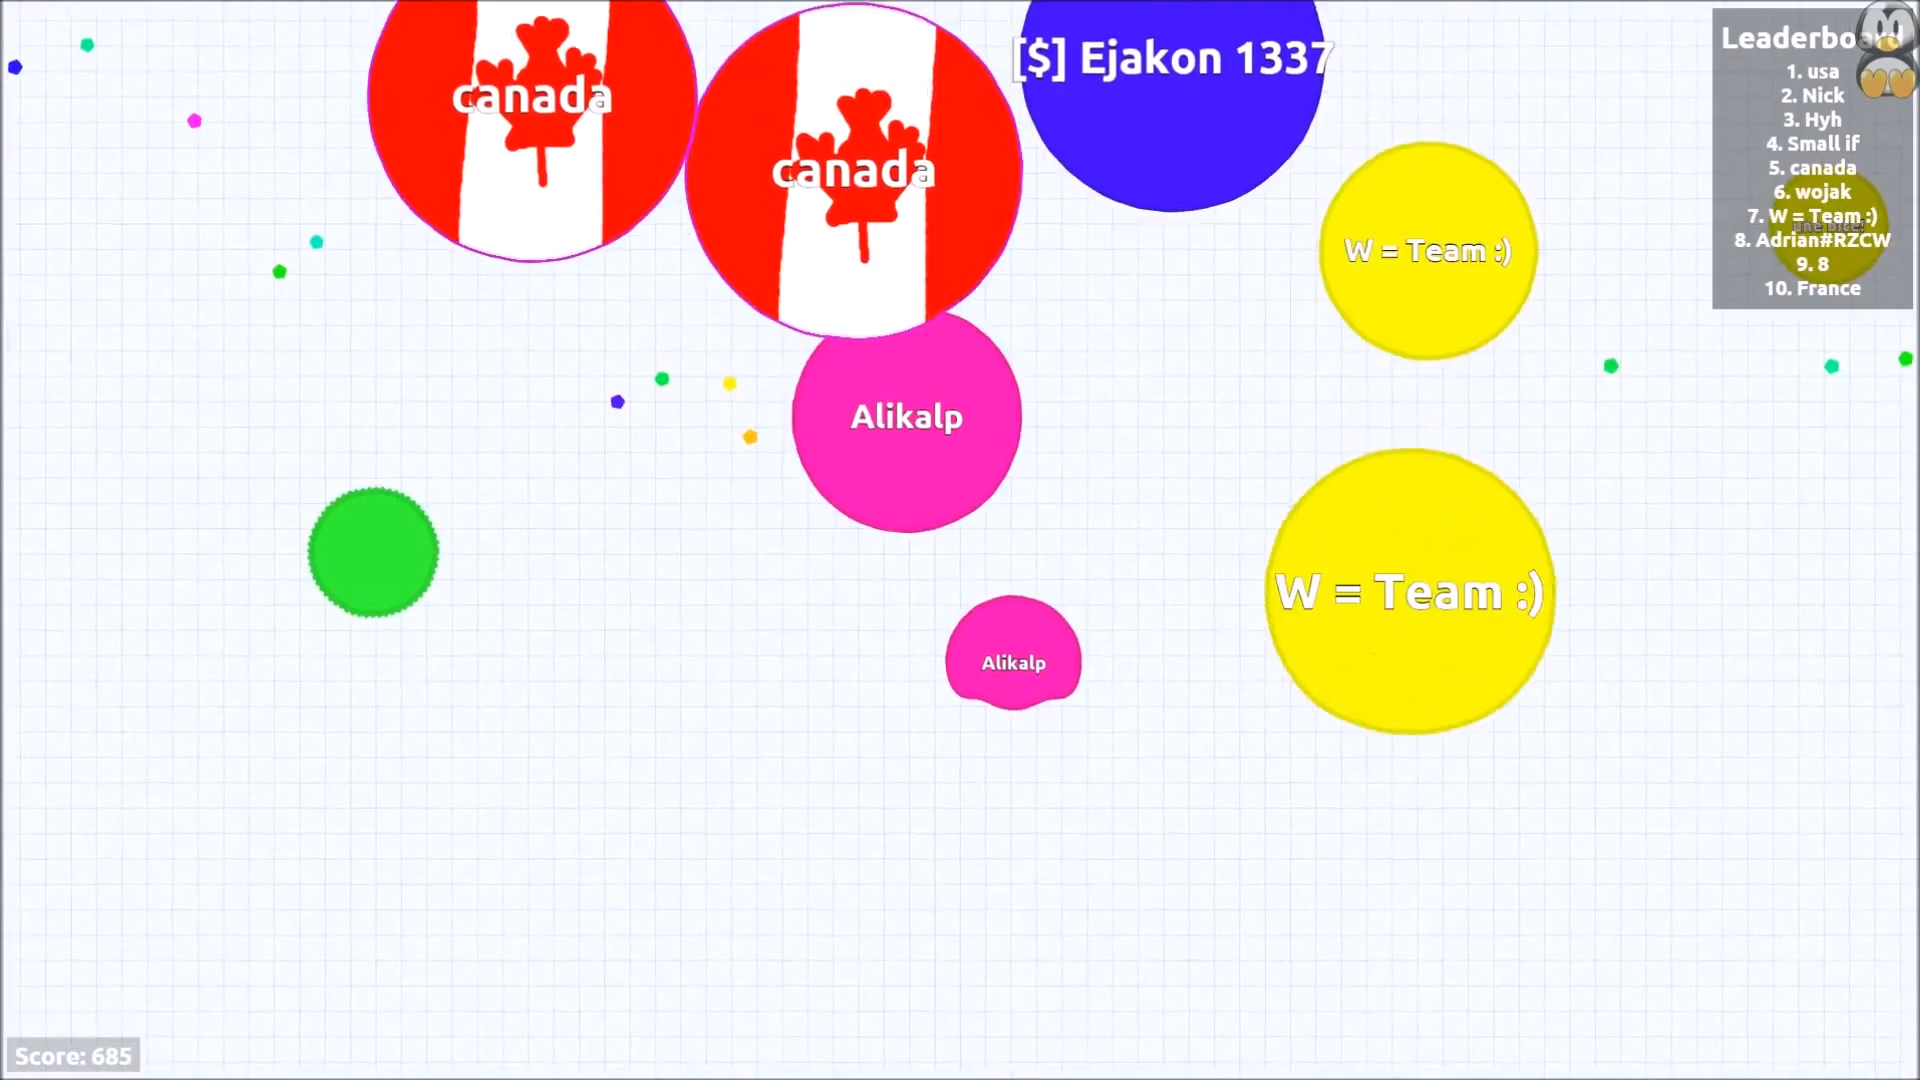 [$] Ejakon 1337
canada
canada
W = Team :)
Alikalp
W = Team :)
Alikalp
Leaderboard
1. usa
2. Nick
3. Hyh
4. Small if
5. canada
6. wojak
7. W = Team :)
8. Adrian#RZCW
9. 8
10. France
Score: 685